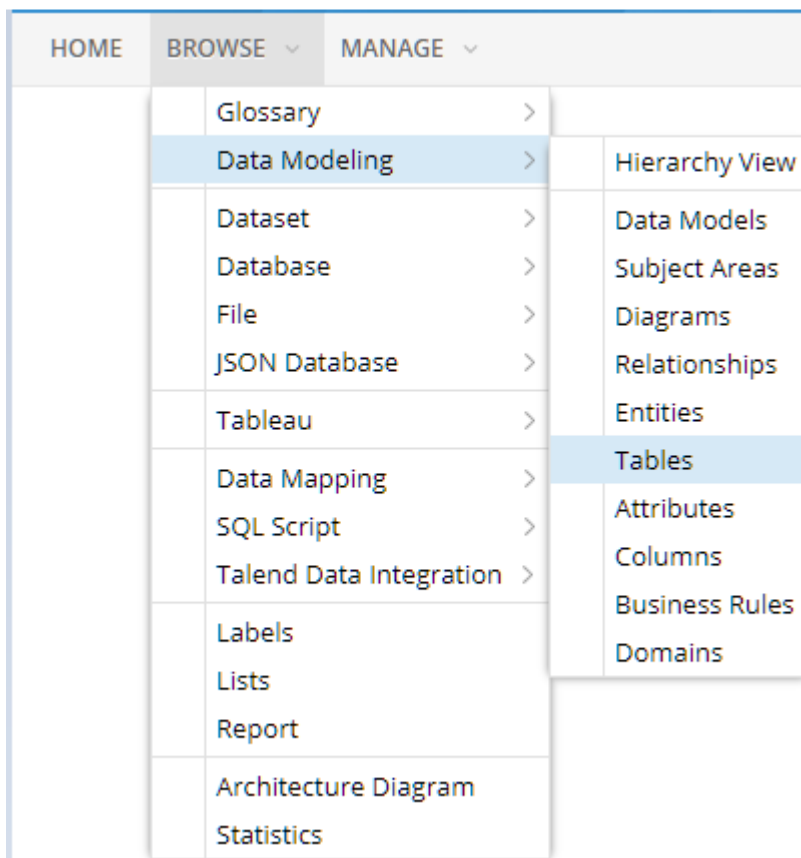 HOME BROWSE MANAGE
Glossary
Data Modeling
Dataset
Database
File
JSON Database
Tableau
Data Mapping
SQL Script
Talend Data Integration
Labels
Lists
Report
Architecture Diagram
Statistics
Hierarchy View
Data Models
Subject Areas
Diagrams
Relationships
Entities
Tables
Attributes
Columns
Business Rules
Domains